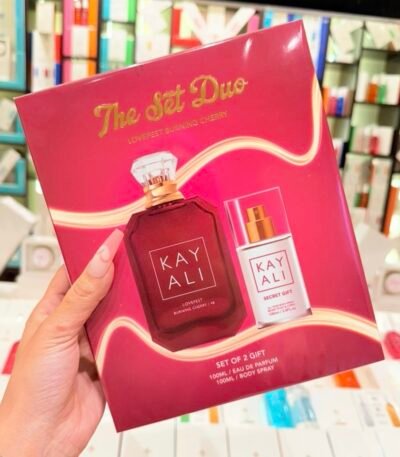 The Set Duo
LOVEFEST BURNING CHERRY
KAY
ALI
LOVEFEST
BURNING CHERRY / 48
KAY
ALI
SECRET GIFT
SET OF 2 GIFT
100ML / EAU DE PARFUM
100ML / BODY SPRAY